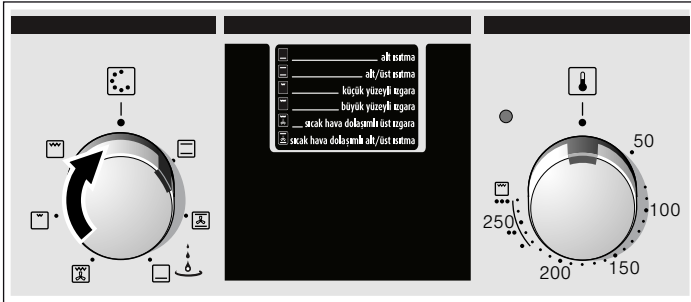 alt ısıtma
alt/üst ısıtma
küçük yüzeyli ızgara
büyük yüzeyli ızgara
sıcak hava dolaşımlı üst ızgara
sıcak hava dolaşımlı alt/üst ısıtma
50
100
150
200
250